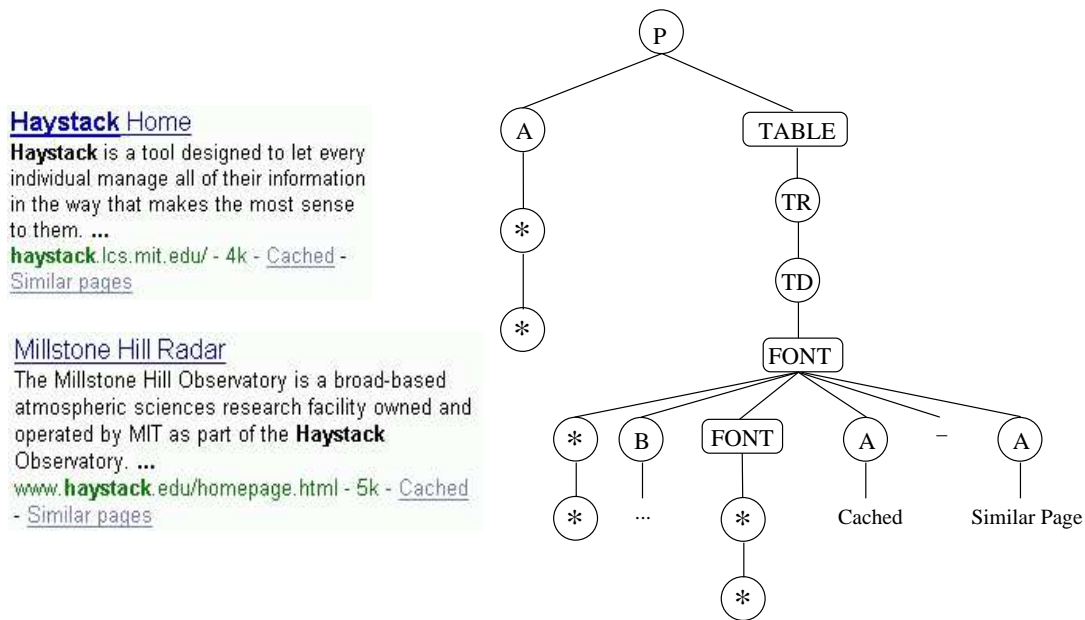 Haystack Home
Haystack is a tool designed to let every
individual manage all of their information
in the way that makes the most sense
to them. ...
haystack.lcs.mit.edu/ - 4k - Cached -
Similar pages
Millstone Hill Radar
The Millstone Hill Observatory is a broad-based
atmospheric sciences research facility owned and
operated by MIT as part of the Haystack
Observatory. ...
www.haystack.edu/homepage.html - 5k - Cached
- Similar pages
P
A TABLE
* TR
TD
*
FONT
* B FONT A – A
* ... * Cached Similar Page
*